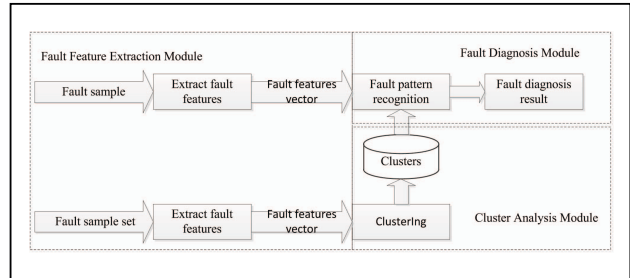 Fault Feature Extraction Module
Fault Diagnosis Module
Fault sample
Extract fault
features
Fault features
vector
Fault pattern
recognition
Fault diagnosis
result
Clusters
Fault sample set
Extract fault
features
Fault features
vector
Clustering
Cluster Analysis Module